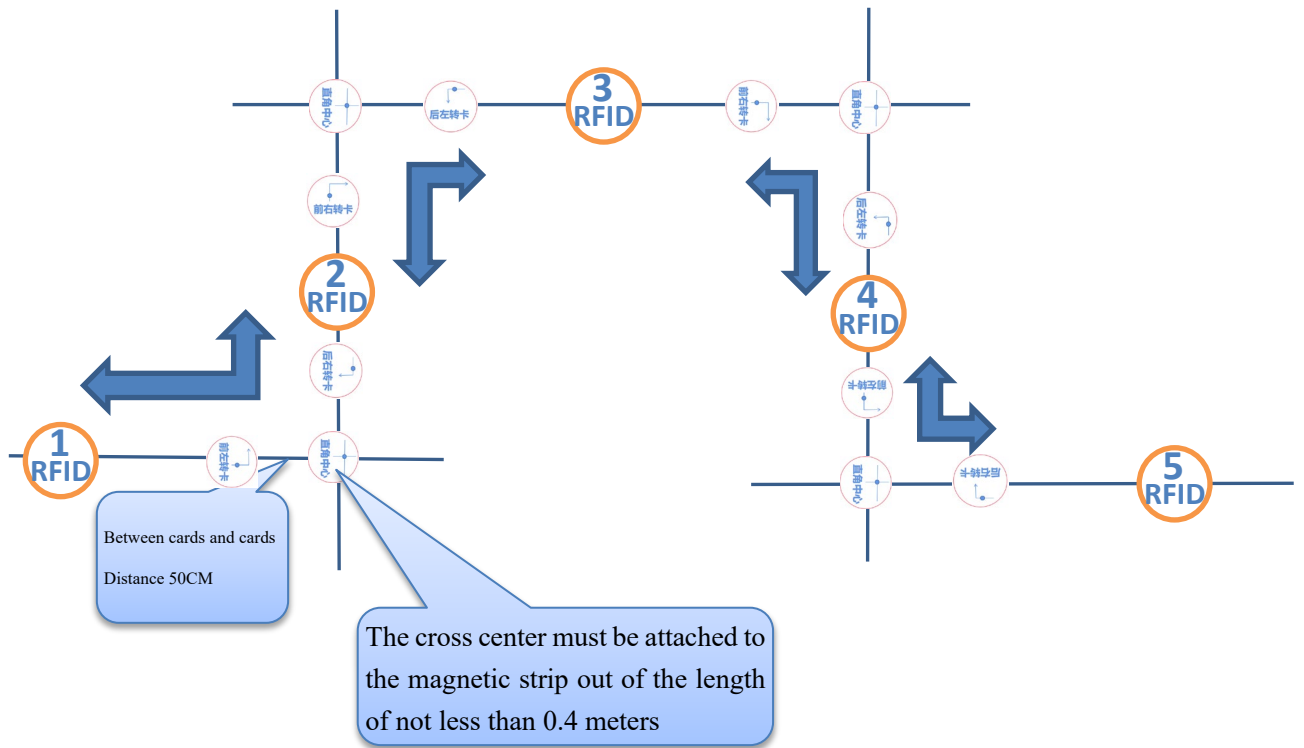 直角中心
后左转卡
3
RFID
前右转卡
直角中心
前右转卡
后左转卡
2
RFID
4
RFID
后右转卡
前左转卡
1
RFID
前左转卡
直角中心
直角中心
后右转卡
5
RFID
Between cards and cards
Distance 50CM
The cross center must be attached to
the magnetic strip out of the length
of not less than 0.4 meters